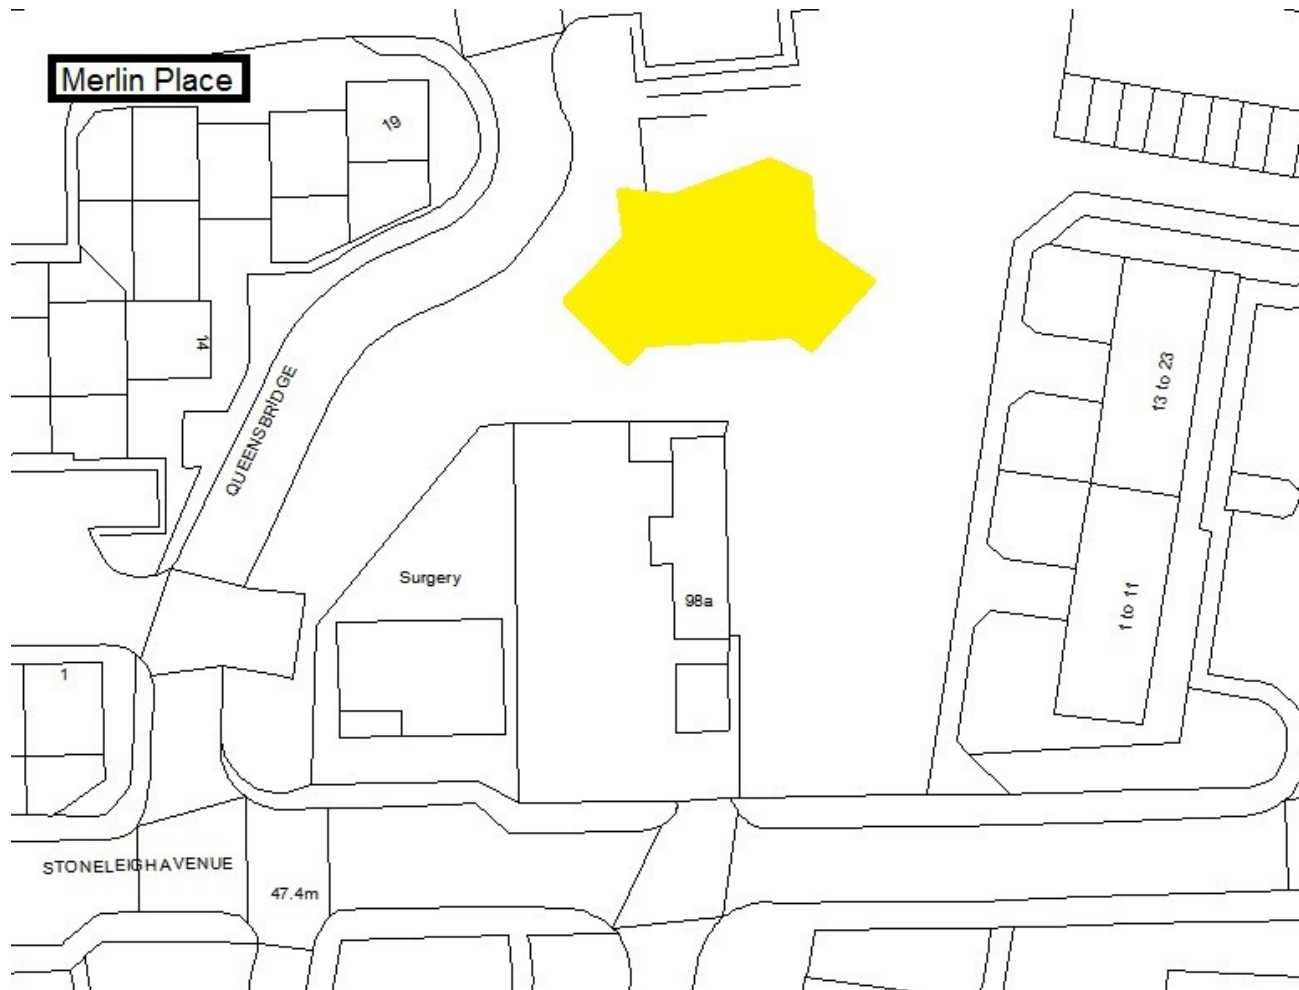 Merlin Place
19
14
QUEENSBRIDGE
13 to 23
Surgery
98a
1 to 11
1
STONELEIGH AVENUE
47.4m